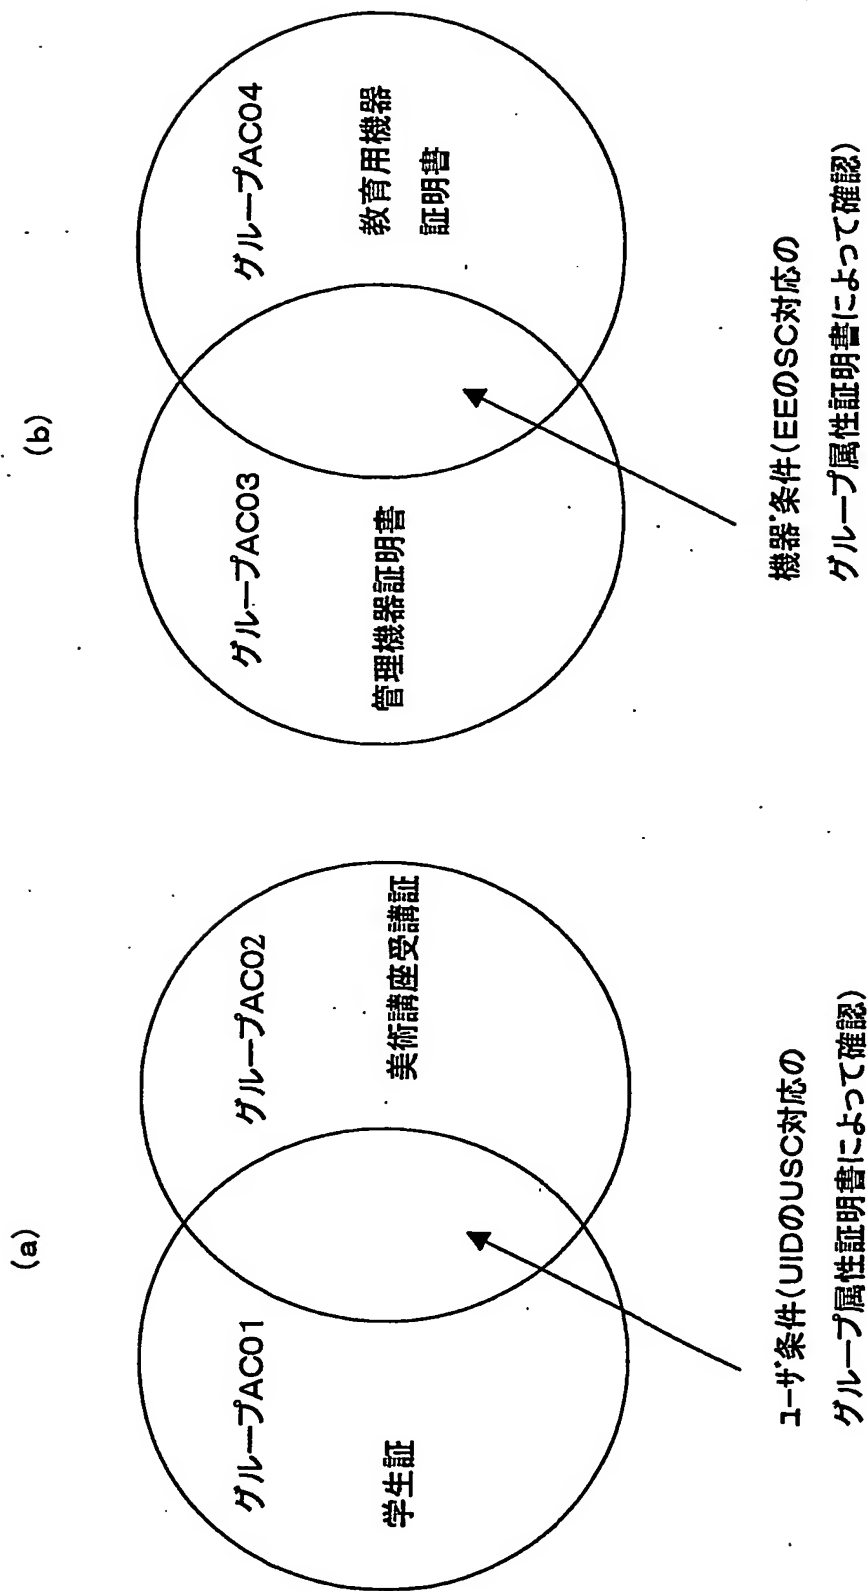 (a)
グループAC01
学生証
グループAC02
美術講座受講証
ユーザ条件(UIDのUSC対応の
グループ属性証明書によって確認)
(b)
グループAC03
管理機器証明書
グループAC04
教育用機器
証明書
機器条件(EEのSC対応の
グループ属性証明書によって確認)